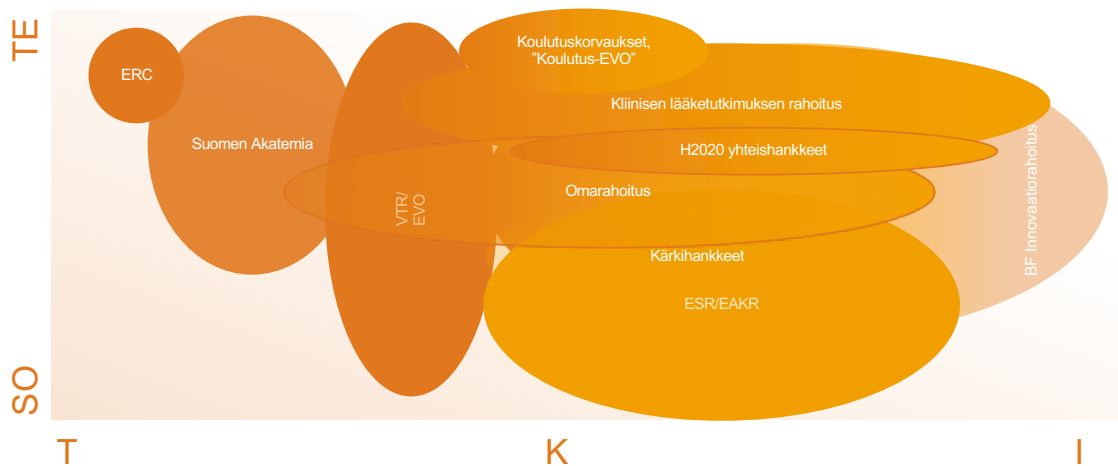 TE
ERC
Koulutuskorvaukset,
”Koulutus-EVO”
Kliinisen lääketutkimuksen rahoitus
Suomen Akatemia
H2020 yhteishankkeet
Omarahoitus
VTR/
EVO
BF Innovaatiorahoitus
Kärkihankkeet
ESR/EAKR
SO
T
K
I